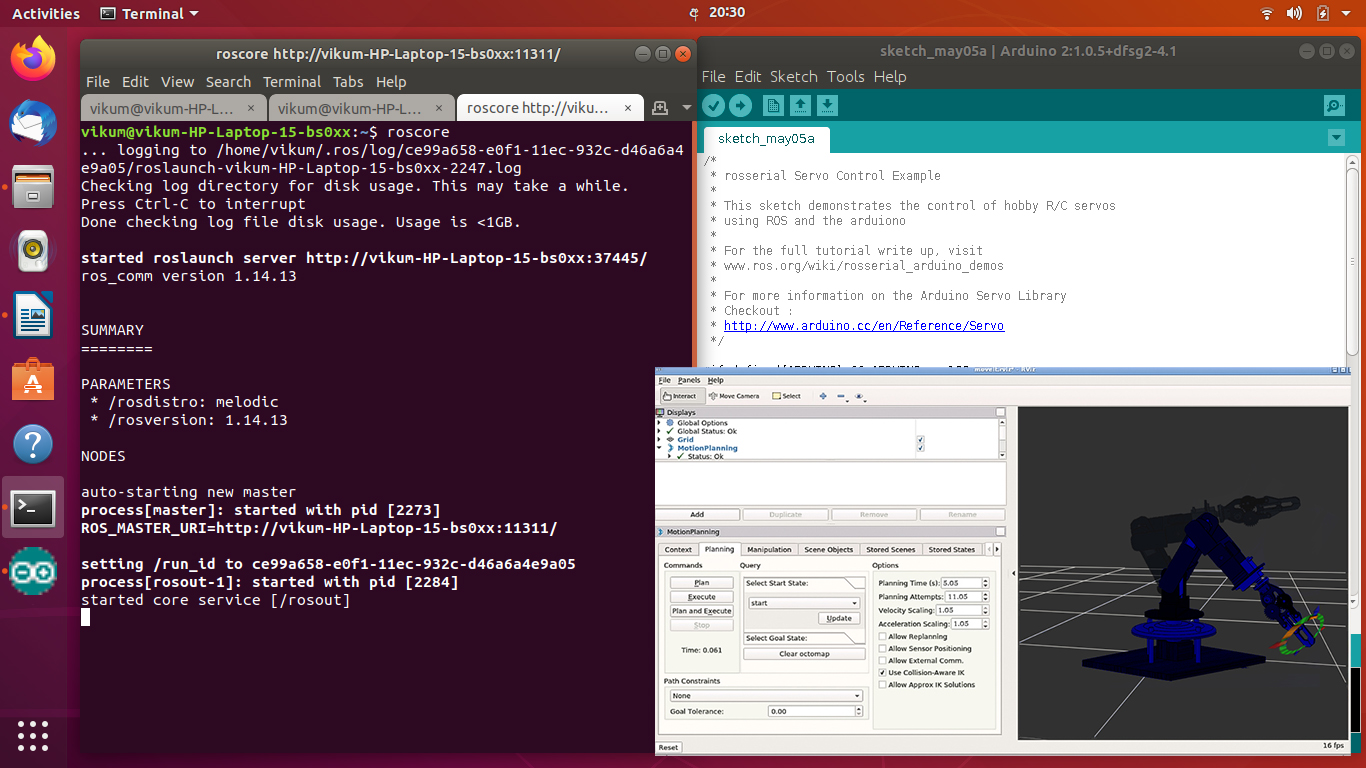 Activities
Terminal
20:30
roscore http://vikum-HP-Laptop-15-bs0xx:11311/
File Edit View Search Terminal Tabs Help
vikum@vikum-HP-L…
vikum@vikum-HP-L…
roscore http://viku…
vikum@vikum-HP-Laptop-15-bs0xx:~$ roscore
... logging to /home/vikum/.ros/log/ce99a658-e0f1-11ec-932c-d46a6a4
e9a05/roslaunch-vikum-HP-Laptop-15-bs0xx-2247.log
Checking log directory for disk usage. This may take a while.
Press Ctrl-C to interrupt
Done checking log file disk usage. Usage is <1GB.
started roslaunch server http://vikum-HP-Laptop-15-bs0xx:37445/
ros_comm version 1.14.13
SUMMARY
========
PARAMETERS
* /rosdistro: melodic
* /rosversion: 1.14.13
NODES
auto-starting new master
process[master]: started with pid [2273]
ROS_MASTER_URI=http://vikum-HP-Laptop-15-bs0xx:11311/
setting /run_id to ce99a658-e0f1-11ec-932c-d46a6a4e9a05
process[rosout-1]: started with pid [2284]
started core service [/rosout]
sketch_may05a | Arduino 2:1.0.5+dfsg2-4.1
File Edit Sketch Tools Help
sketch_may05a
/*
* rosserial Servo Control Example
*
* This sketch demonstrates the control of hobby R/C servos
* using ROS and the arduiono
*
* For the full tutorial write up, visit
* www.ros.org/wiki/rosserial_arduino_demos
*
* For more information on the Arduino Servo Library
* Checkout :
* http://www.arduino.cc/en/Reference/Servo
*/
File Panels Help
Interact
Move Camera
Select
Displays
Global Options
Global Status: Ok
Grid
MotionPlanning
Status: Ok
Add
Duplicate
Remove
Rename
MotionPlanning
Context
Planning
Manipulation
Scene Objects
Stored Scenes
Stored States
Commands
Plan
Execute
Plan and Execute
Stop
Time: 0.061
Query
Select Start State:
start
Update
Select Goal State:
Clear octomap
Options
Planning Time (s): 5.05
Planning Attempts: 11.05
Velocity Scaling: 1.05
Acceleration Scaling: 1.05
Allow Replanning
Allow Sensor Positioning
Allow External Comm.
Use Collision-Aware IK
Allow Approx IK Solutions
Path Constraints
None
Goal Tolerance: 0.00
Reset
16 fps